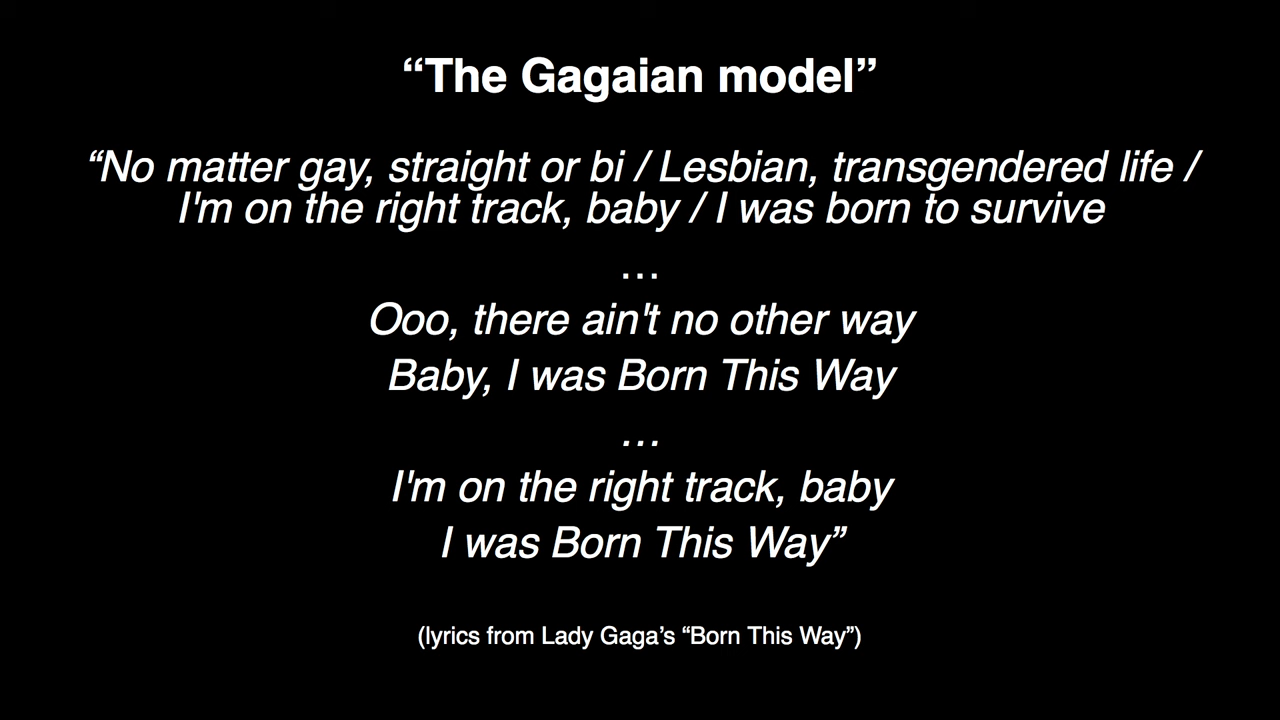 “The Gagaian model”
“No matter gay, straight or bi / Lesbian, transgendered life /
I'm on the right track, baby / I was born to survive
…
Ooo, there ain't no other way
Baby, I was Born This Way
…
I'm on the right track, baby
I was Born This Way”
(lyrics from Lady Gaga’s “Born This Way”)